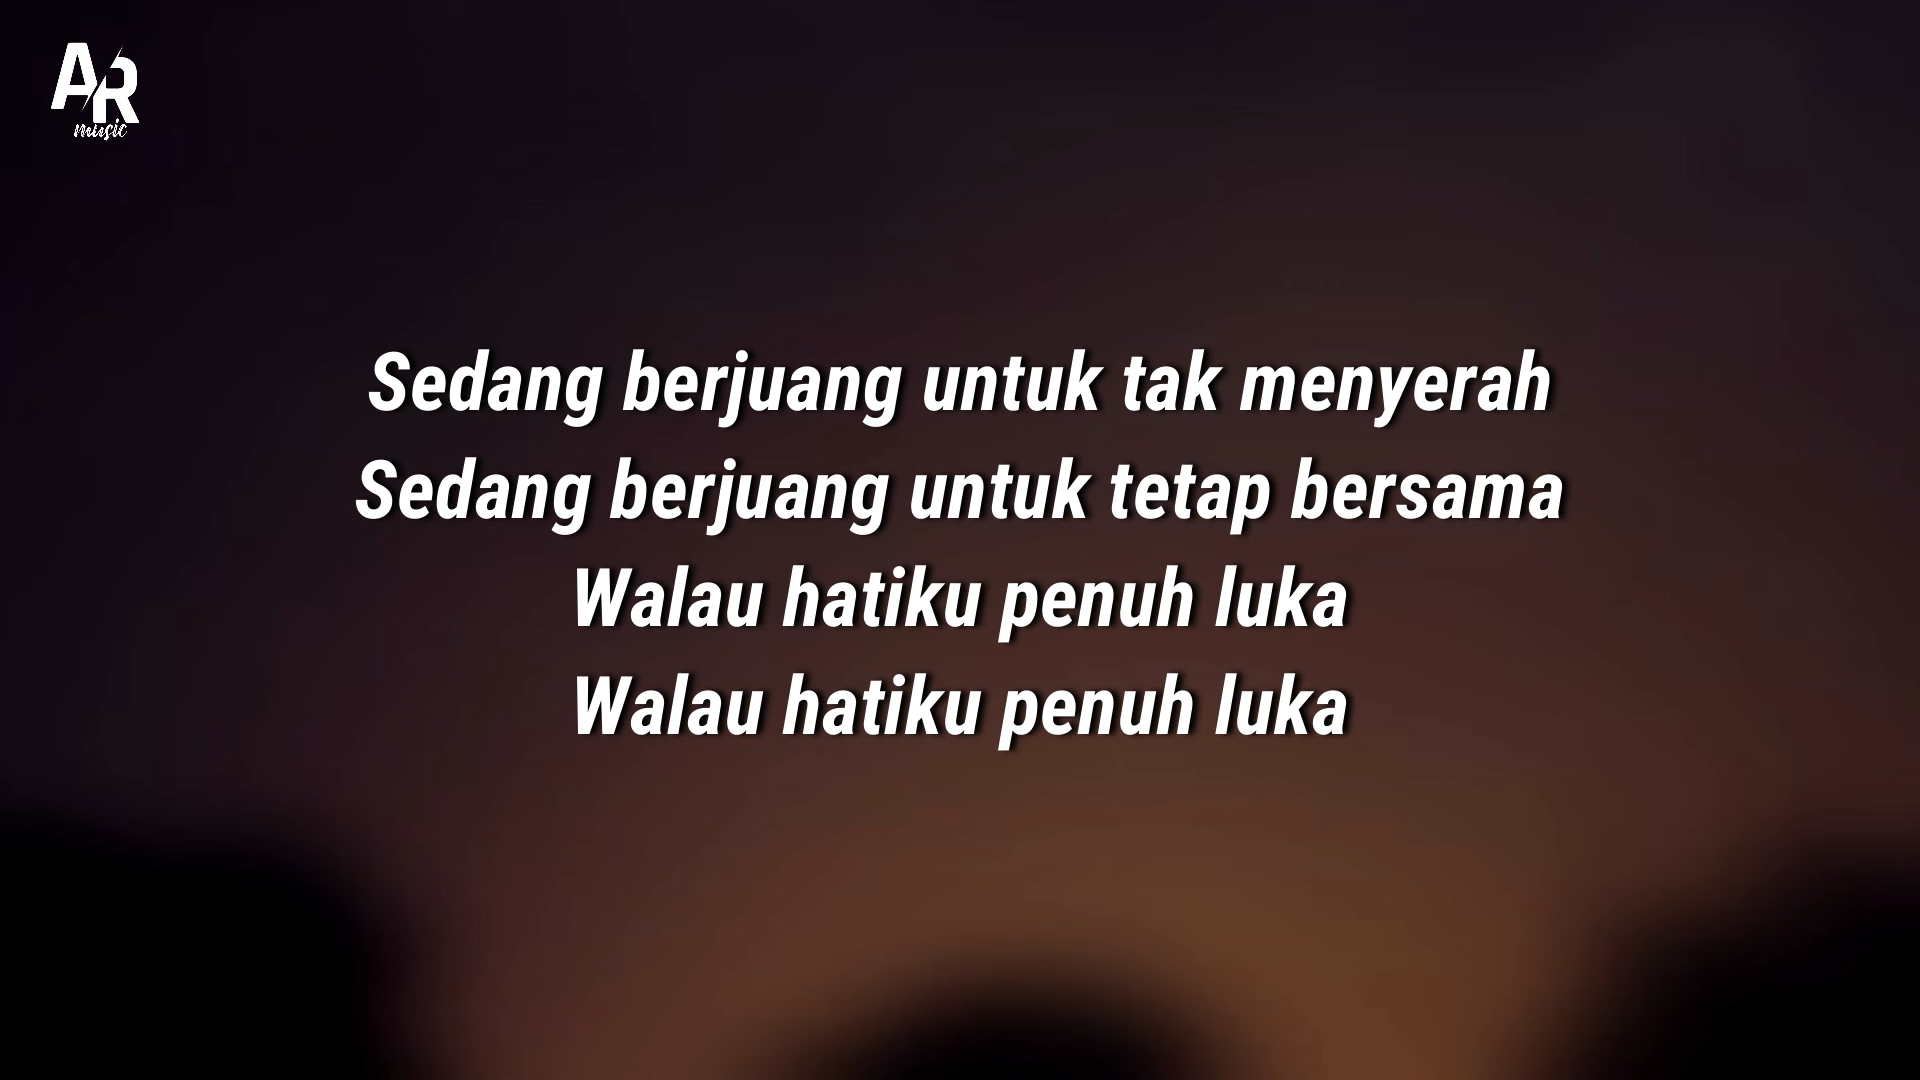 AR
music
Sedang berjuang untuk tak menyerah
Sedang berjuang untuk tetap bersama
Walau hatiku penuh luka
Walau hatiku penuh luka